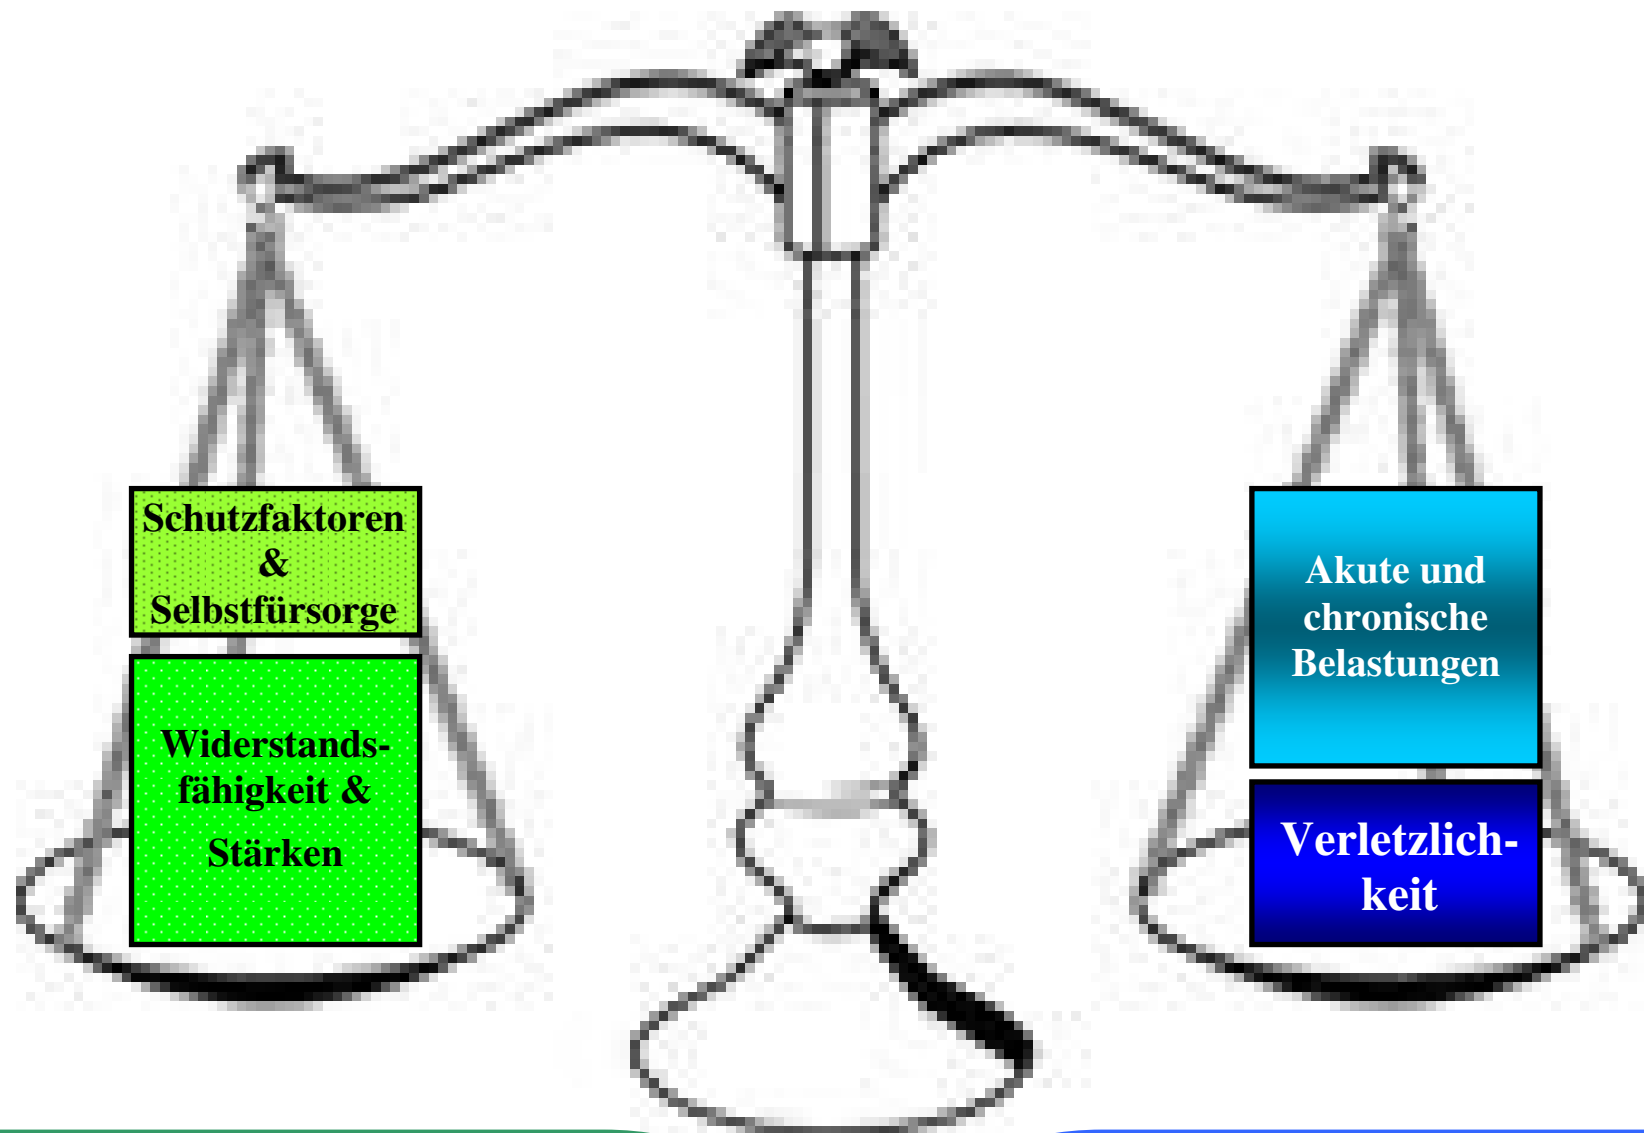 Schutzfaktoren
&
Selbstfürsorge
Widerstands-
fähigkeit &
Stärken
Akute und
chronische
Belastungen
Verletzlich-
keit